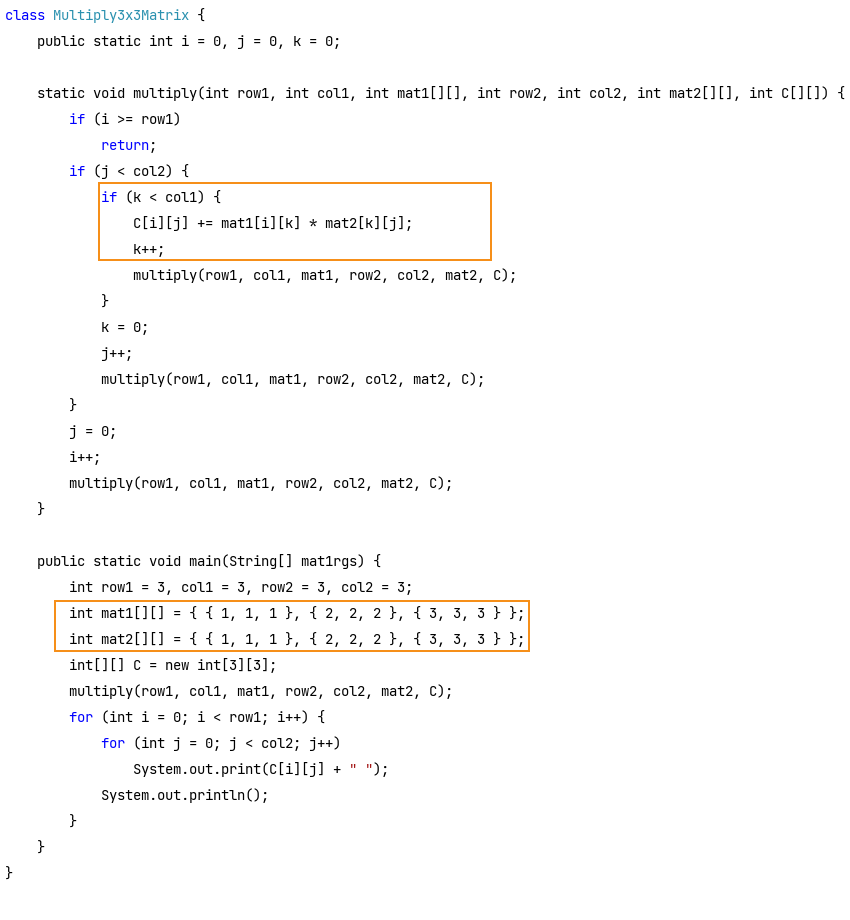 class Multiply3x3Matrix {
    public static int i = 0, j = 0, k = 0;

    static void multiply(int row1, int col1, int mat1[][], int row2, int col2, int mat2[][], int C[][]) {
        if (i >= row1)
            return;
        if (j < col2) {
            if (k < col1) {
                C[i][j] += mat1[i][k] * mat2[k][j];
                k++;
                multiply(row1, col1, mat1, row2, col2, mat2, C);
            }
            k = 0;
            j++;
            multiply(row1, col1, mat1, row2, col2, mat2, C);
        }
        j = 0;
        i++;
        multiply(row1, col1, mat1, row2, col2, mat2, C);
    }

    public static void main(String[] mat1rgs) {
        int row1 = 3, col1 = 3, row2 = 3, col2 = 3;
        int mat1[][] = { { 1, 1, 1 }, { 2, 2, 2 }, { 3, 3, 3 } };
        int mat2[][] = { { 1, 1, 1 }, { 2, 2, 2 }, { 3, 3, 3 } };
        int[][] C = new int[3][3];
        multiply(row1, col1, mat1, row2, col2, mat2, C);
        for (int i = 0; i < row1; i++) {
            for (int j = 0; j < col2; j++)
                System.out.print(C[i][j] + " ");
            System.out.println();
        }
    }
}